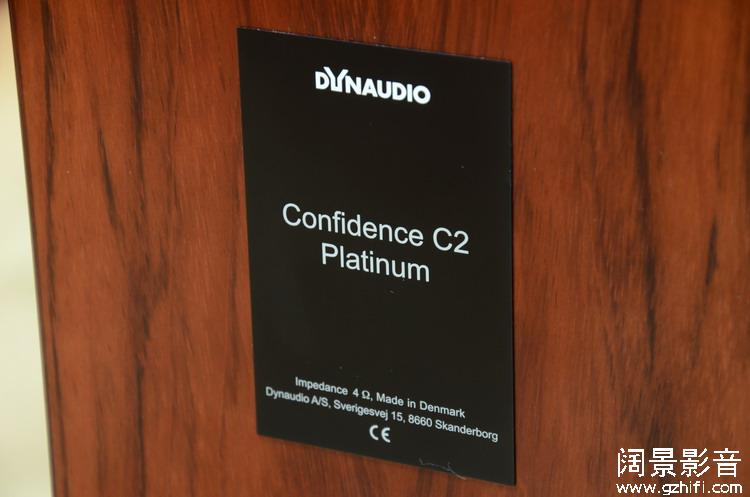 DYNAUDIO
Confidence C2
Platinum
Impedance 4 Ω, Made in Denmark
Dynaudio A/S, Sverigesvej 15, 8660 Skanderborg
CE
阔景影音
www.gzhifi.com